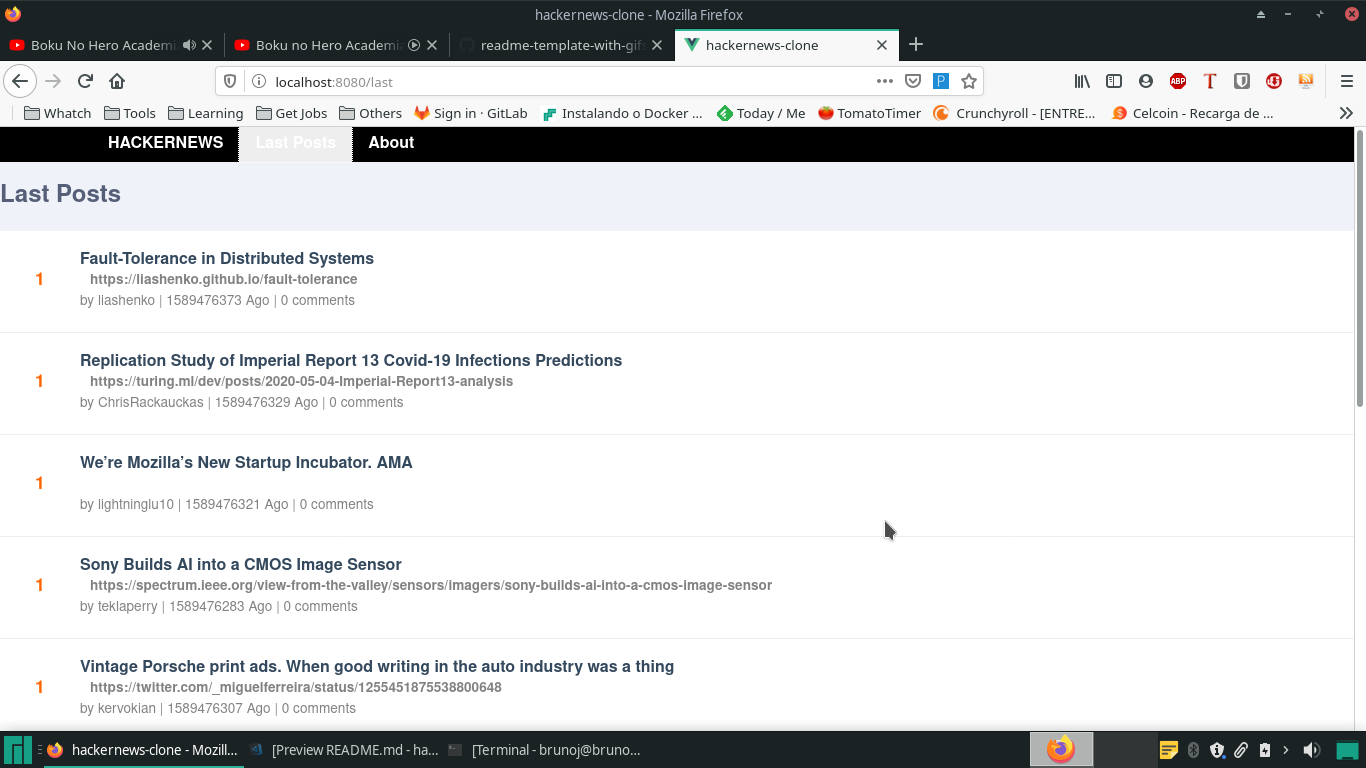 hackernews-clone - Mozilla Firefox
Boku No Hero Academi
Boku no Hero Academia
readme-template-with-gifs
hackernews-clone
localhost:8080/last
P
ABP
T
Whatch
Tools
Learning
Get Jobs
Others
Sign in · GitLab
Instalando o Docker ...
Today / Me
TomatoTimer
Crunchyroll - [ENTRE...
Celcoin - Recarga de ...
HACKERNEWS
Last Posts
About
Last Posts
1
Fault-Tolerance in Distributed Systems
https://liashenko.github.io/fault-tolerance
by liashenko | 1589476373 Ago | 0 comments
1
Replication Study of Imperial Report 13 Covid-19 Infections Predictions
https://turing.ml/dev/posts/2020-05-04-Imperial-Report13-analysis
by ChrisRackauckas | 1589476329 Ago | 0 comments
1
We’re Mozilla’s New Startup Incubator. AMA
by lightninglu10 | 1589476321 Ago | 0 comments
1
Sony Builds AI into a CMOS Image Sensor
https://spectrum.ieee.org/view-from-the-valley/sensors/imagers/sony-builds-ai-into-a-cmos-image-sensor
by teklaperry | 1589476283 Ago | 0 comments
1
Vintage Porsche print ads. When good writing in the auto industry was a thing
https://twitter.com/_miguelferreira/status/1255451875538800648
by kervokian | 1589476307 Ago | 0 comments
hackernews-clone - Mozill...
[Preview README.md - ha...
[Terminal - brunoj@bruno...